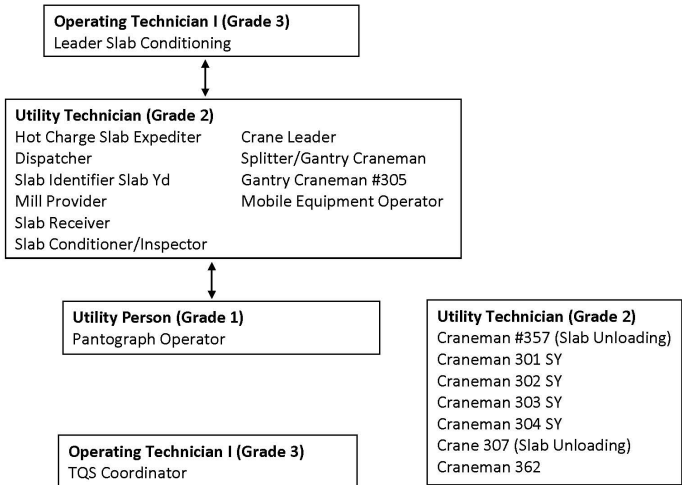 Operating Technician I (Grade 3)
Leader Slab Conditioning
Utility Technician (Grade 2)
Hot Charge Slab Expediter
Dispatcher
Slab Identifier Slab Yd
Mill Provider
Slab Receiver
Slab Conditioner/Inspector
Crane Leader
Splitter/Gantry Craneman
Gantry Craneman #305
Mobile Equipment Operator
Utility Person (Grade 1)
Pantograph Operator
Utility Technician (Grade 2)
Craneman #357 (Slab Unloading)
Craneman 301 SY
Craneman 302 SY
Craneman 303 SY
Craneman 304 SY
Crane 307 (Slab Unloading)
Craneman 362
Operating Technician I (Grade 3)
TQS Coordinator